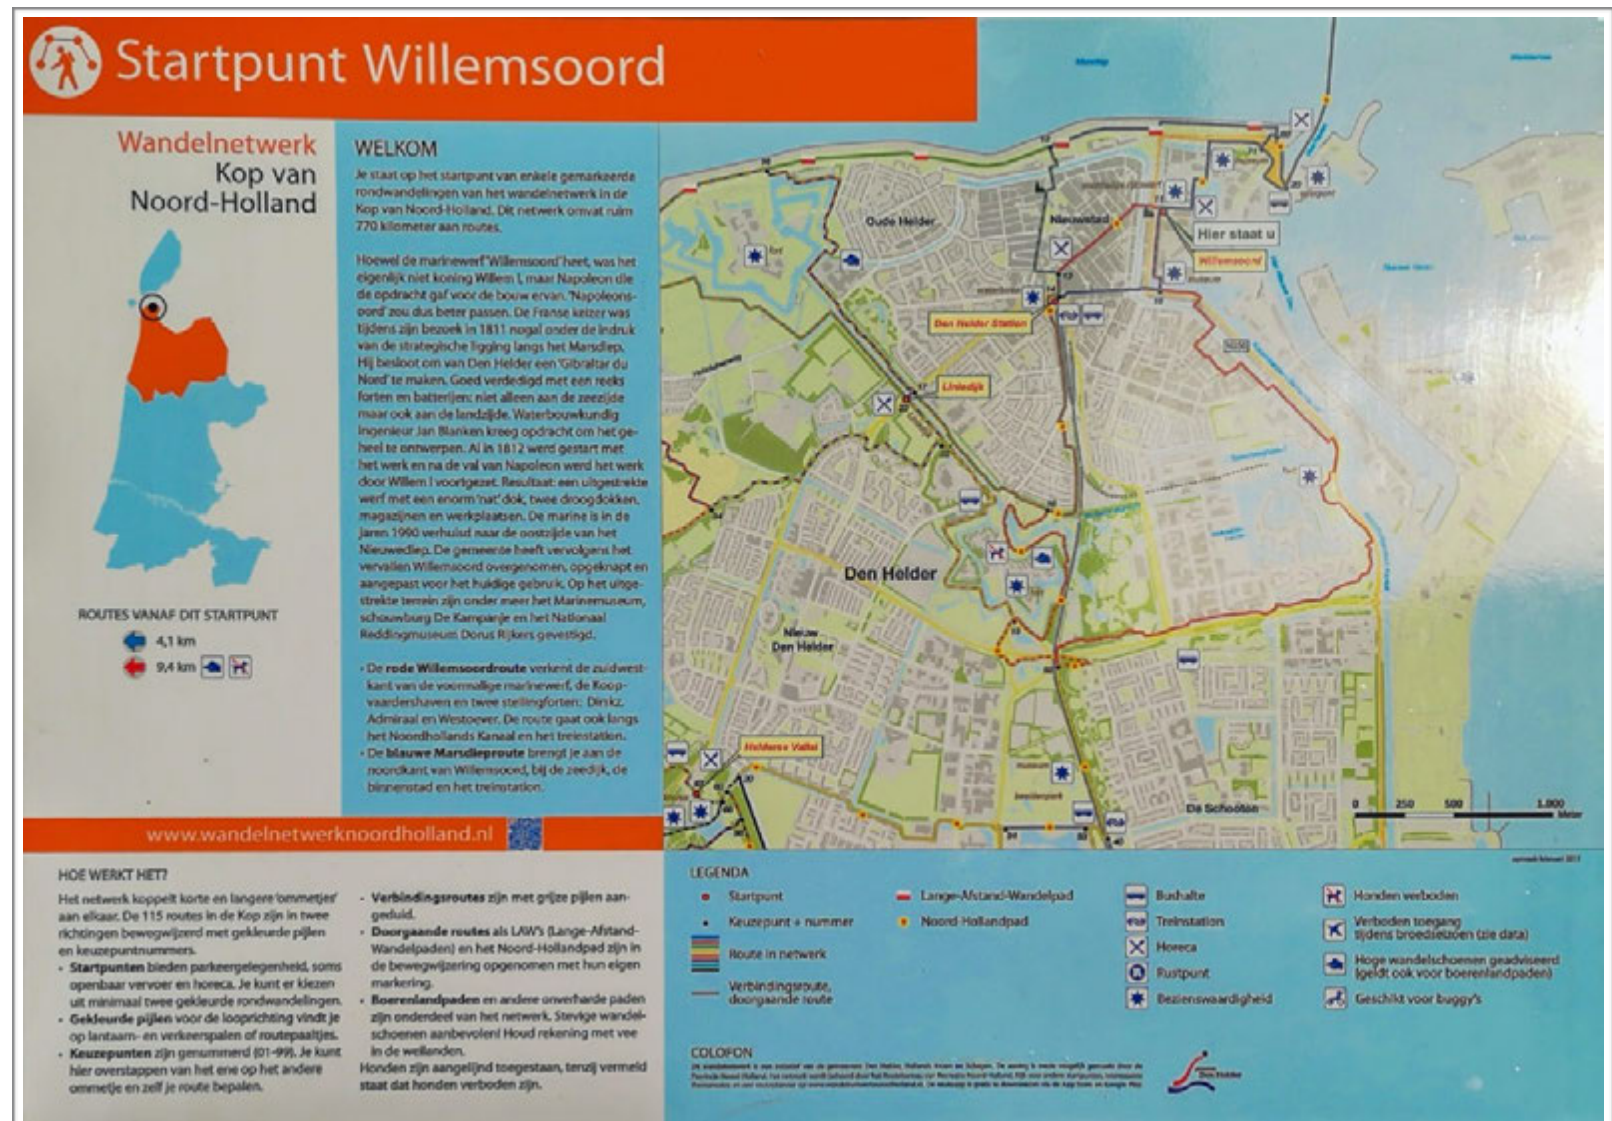 Startpunt Willemsoord
Wandelnetwerk
Kop van
Noord-Holland
ROUTES VANAF DIT STARTPUNT
4,1 km
9,4 km
WELKOM
Je staat op het startpunt van enkele gemarkeerde
rondwandelingen van het wandelnetwerk in de
Kop van Noord-Holland. Dit netwerk omvat ruim
770 kilometer aan routes.
Hoewel de marinewerf 'Willemsoord' heet, was het
eigenlijk niet koning Willem I, maar Napoleon die
de opdracht gaf voor de bouw ervan. 'Napoleons-
oord' zou dus beter passen. De Franse keizer was
tijdens zijn bezoek in 1811 nogal onder de indruk
van de strategische ligging langs het Marsdiep.
Hij besloot om van Den Helder een 'Gibraltar du
Nord' te maken. Goed verdedigd met een reeks
forten en batterijen: niet alleen aan de zeezijde
maar ook aan de landzijde. Waterbouwkundig
ingenieur Jan Blanken kreeg opdracht om het ge-
heel te ontwerpen. Al in 1812 werd gestart met
het werk en na de val van Napoleon werd het werk
door Willem I voortgezet. Resultaat: een uitgestrekte
werf met een enorm 'nat' dok, twee droogdokken,
magazijnen en werkplaatsen. De marine is in de
jaren 1990 verhuisd naar de oostzijde van het
Nieuwediep. De gemeente heeft vervolgens het
vervallen Willemsoord overgenomen, opgeknapt en
aangepast voor het huidige gebruik. Op het uitge-
strekte terrein zijn onder meer het Marinemuseum,
schouwburg De Kampanje en het Nationaal
Reddingmuseum Dorus Rijkers gevestigd.
• De rode Willemsoordroute verkent de zuidwest-
kant van de voormalige marinewerf, de Koop-
vaardershaven en twee stellingforten: Dirksz.
Admiraal en Westoever. De route gaat ook langs
het Noordhollands Kanaal en het treinstation.
• De blauwe Marsdieproute brengt je aan de
noordkant van Willemsoord, bij de zeedijk, de
binnenstad en het treinstation.
www.wandelnetwerknoordholland.nl
HOE WERKT HET?
Het netwerk koppelt korte en langere 'ommetjes'
aan elkaar. De 115 routes in de Kop zijn in twee
richtingen bewegwijzerd met gekleurde pijlen
en keuzepuntnummers.
• Startpunten bieden parkeergelegenheid, soms
openbaar vervoer en horeca. Je kunt er kiezen
uit minimaal twee gekleurde rondwandelingen.
• Gekleurde pijlen voor de looprichting vindt je
op lantaarn- en verkeerspalen of routepaaltjes.
• Keuzepunten zijn genummerd (01-99). Je kunt
hier overstappen van het ene op het andere
ommetje en zelf je route bepalen.
• Verbindingsroutes zijn met grijze pijlen aan-
geduid.
• Doorgaande routes als LAW's (Lange-Afstand-
Wandelpaden) en het Noord-Hollandpad zijn in
de bewegwijzering opgenomen met hun eigen
markering.
• Boerenlandpaden en andere onverharde paden
zijn onderdeel van het netwerk. Stevige wandel-
schoenen aanbevolen! Houd rekening met vee
in de weilanden.
Honden zijn aangelijnd toegestaan, tenzij vermeld
staat dat honden verboden zijn.
Marsdiep
Oude Helder
Nieuwstad
Hier staat u
Willemsoord
museum
Den Helder Station
Liniedijk
fort
Den Helder
Nieuw
Den Helder
Helderse Vallei
museum
beeldenpark
De Schooten
0 250 500 1.000
Meter
LEGENDA
Startpunt
Keuzepunt + nummer
Route in netwerk
Verbindingsroute,
doorgaande route
Lange-Afstand-Wandelpad
Noord-Hollandpad
Bushalte
Treinstation
Horeca
Rustpunt
Bezienswaardigheid
Honden verboden
Verboden toegang
tijdens broedseizoen (zie data)
Hoge wandelschoenen geadviseerd
(geldt ook voor boerenlandpaden)
Geschikt voor buggy's
COLOFON
Den Helder